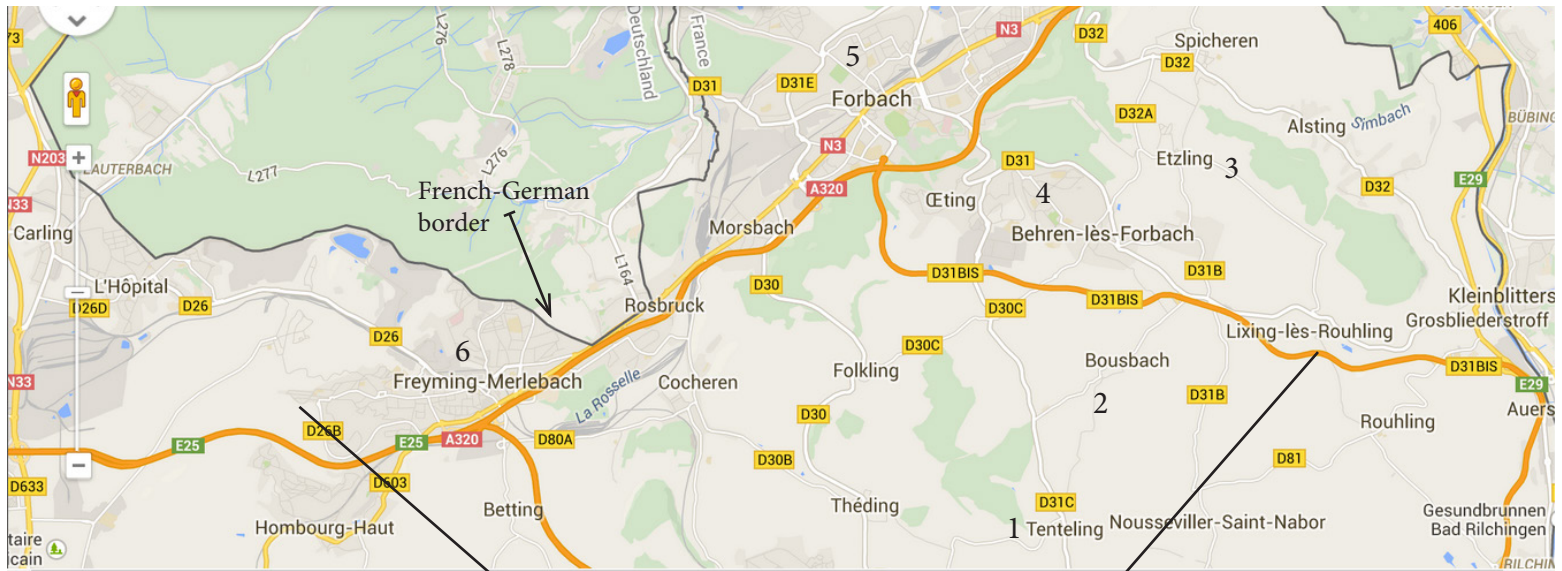 73
L276
L278
Deutschland
France
N3
D32
406
Spicheren
D32
5
D31
D31E
Forbach
D32A
Alsting
Simbach
N203
LAUTERBACH
L277
L276
N3
D31
Etzling
3
D32
E29
French-German
border
A320
Œting
4
N33
Carling
Morsbach
Behren-lès-Forbach
L'Hôpital
L164
D30
D31BIS
D31B
D26D
D26
Rosbruck
D30C
D31BIS
Kleinblitters
Grosbliederstroff
D26
6
D30C
Lixing-lès-Rouhling
Bousbach
Folkling
D31BIS
N33
Freyming-Merlebach
La Rosselle
Cocheren
E29
2
D31B
Auers
D30
Rouhling
D26B
E25
E25
A320
D80A
D30B
D81
D633
D603
Betting
Théding
D31C
Hombourg-Haut
1
Tenteling
Nousseviller-Saint-Nabor
Gesundbrunnen
Bad Rilchingen
taire
icain